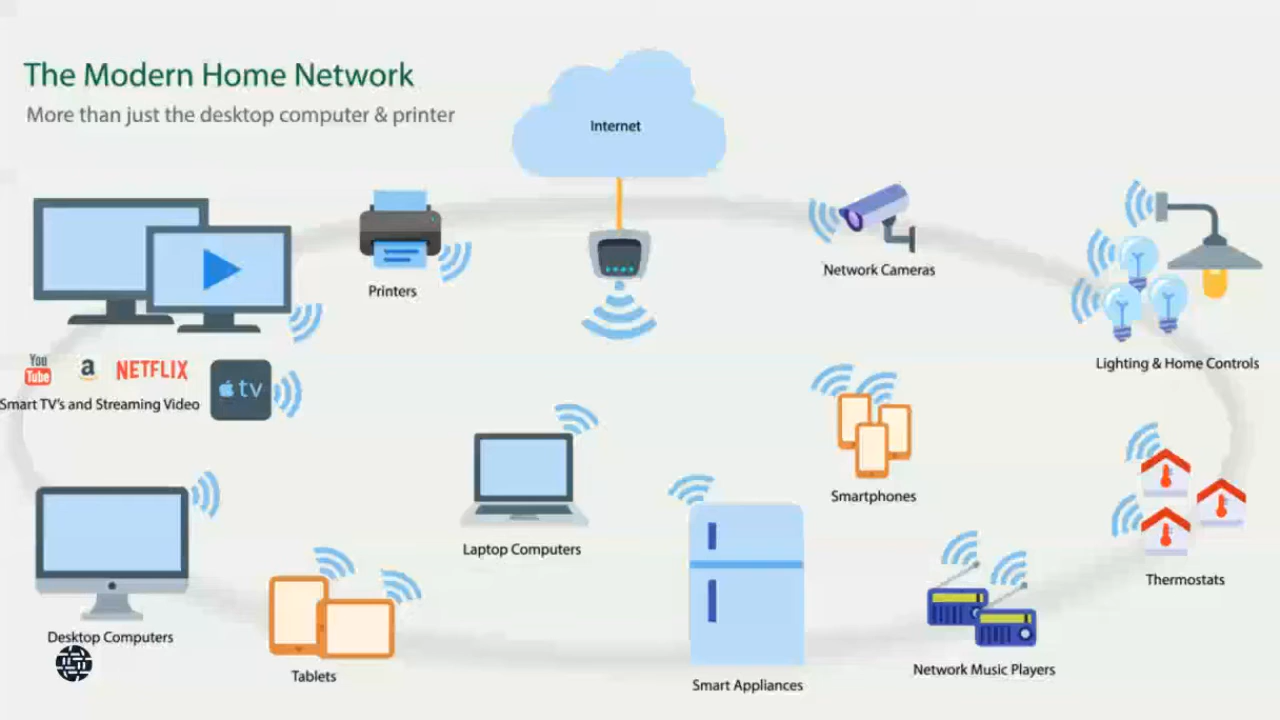 The Modern Home Network
More than just the desktop computer & printer
Internet
Printers
Network Cameras
Lighting & Home Controls
You
Tube
a
NETFLIX
tv
Smart TV's and Streaming Video
Smartphones
Laptop Computers
Thermostats
Desktop Computers
Tablets
Smart Appliances
Network Music Players